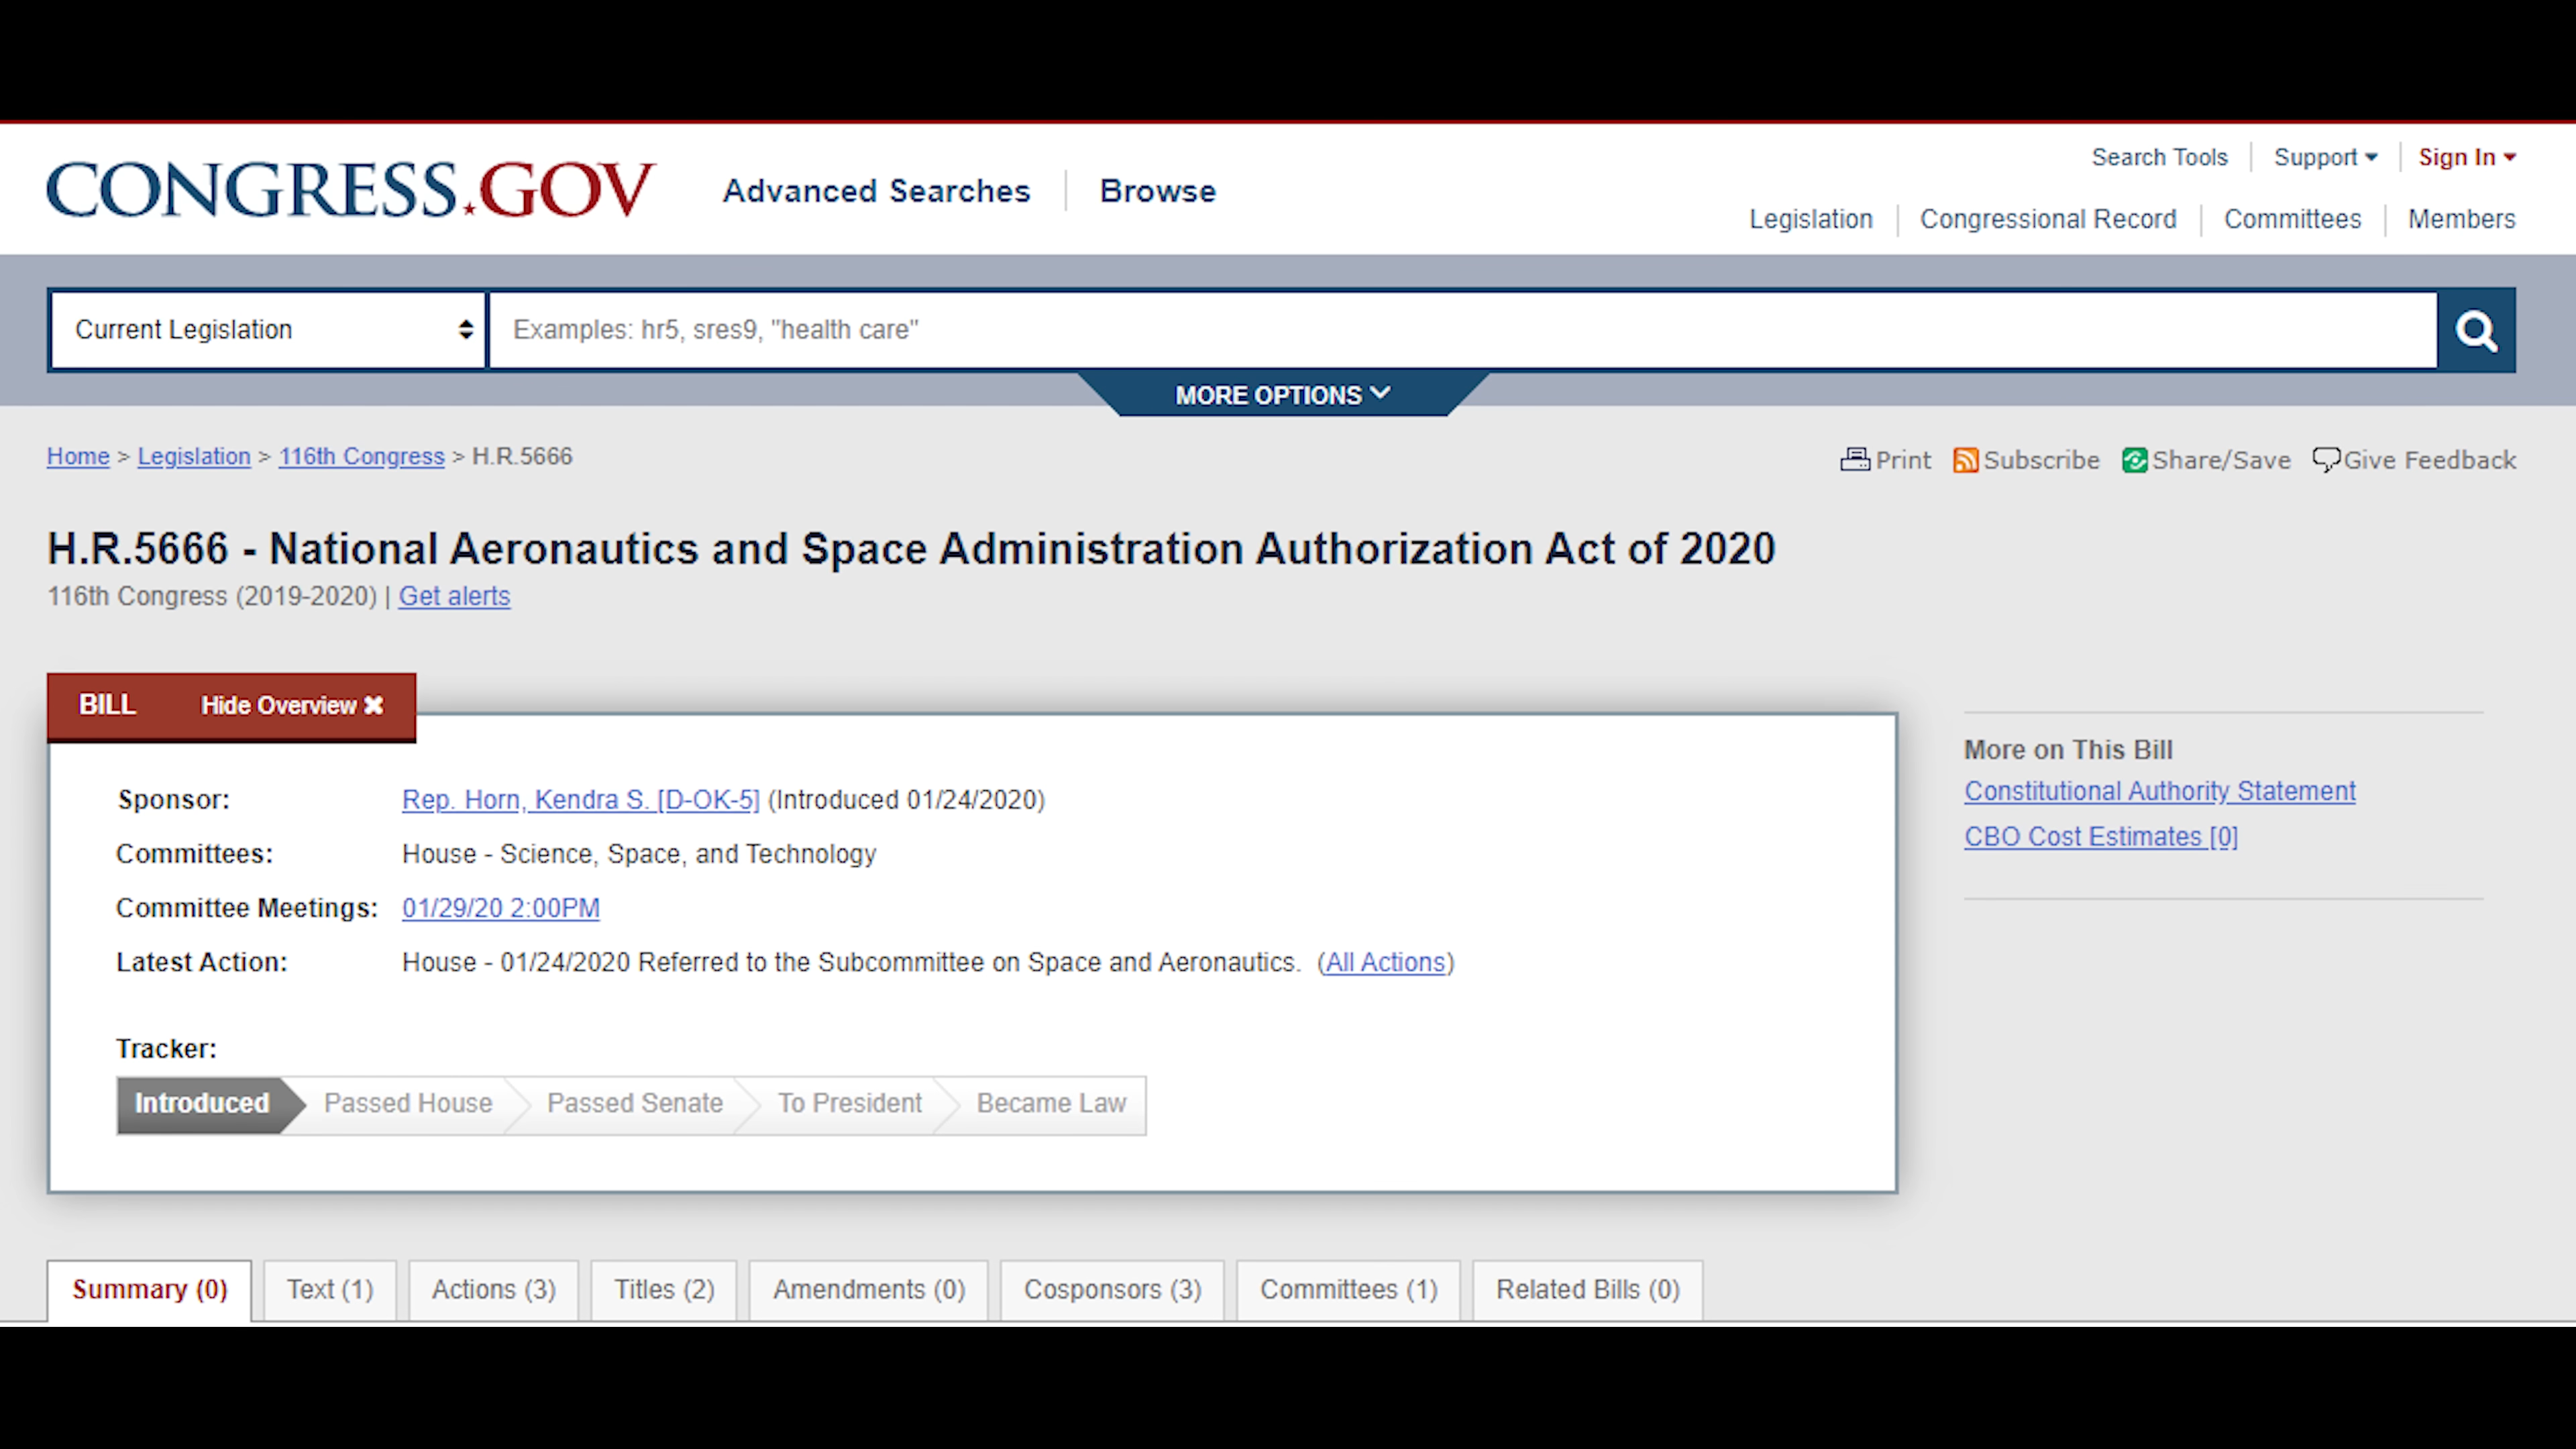 CONGRESS.GOV
Advanced Searches
Browse
Search Tools
Support
Sign In
Legislation
Congressional Record
Committees
Members
Current Legislation
Examples: hr5, sres9, "health care"
MORE OPTIONS
Home > Legislation > 116th Congress > H.R.5666
Print
Subscribe
Share/Save
Give Feedback
H.R.5666 - National Aeronautics and Space Administration Authorization Act of 2020
116th Congress (2019-2020) | Get alerts
BILL
Hide Overview
Sponsor: Rep. Horn, Kendra S. [D-OK-5] (Introduced 01/24/2020)
Committees: House - Science, Space, and Technology
Committee Meetings: 01/29/20 2:00PM
Latest Action: House - 01/24/2020 Referred to the Subcommittee on Space and Aeronautics. (All Actions)
Tracker:
Introduced
Passed House
Passed Senate
To President
Became Law
More on This Bill
Constitutional Authority Statement
CBO Cost Estimates [0]
Summary (0)
Text (1)
Actions (3)
Titles (2)
Amendments (0)
Cosponsors (3)
Committees (1)
Related Bills (0)